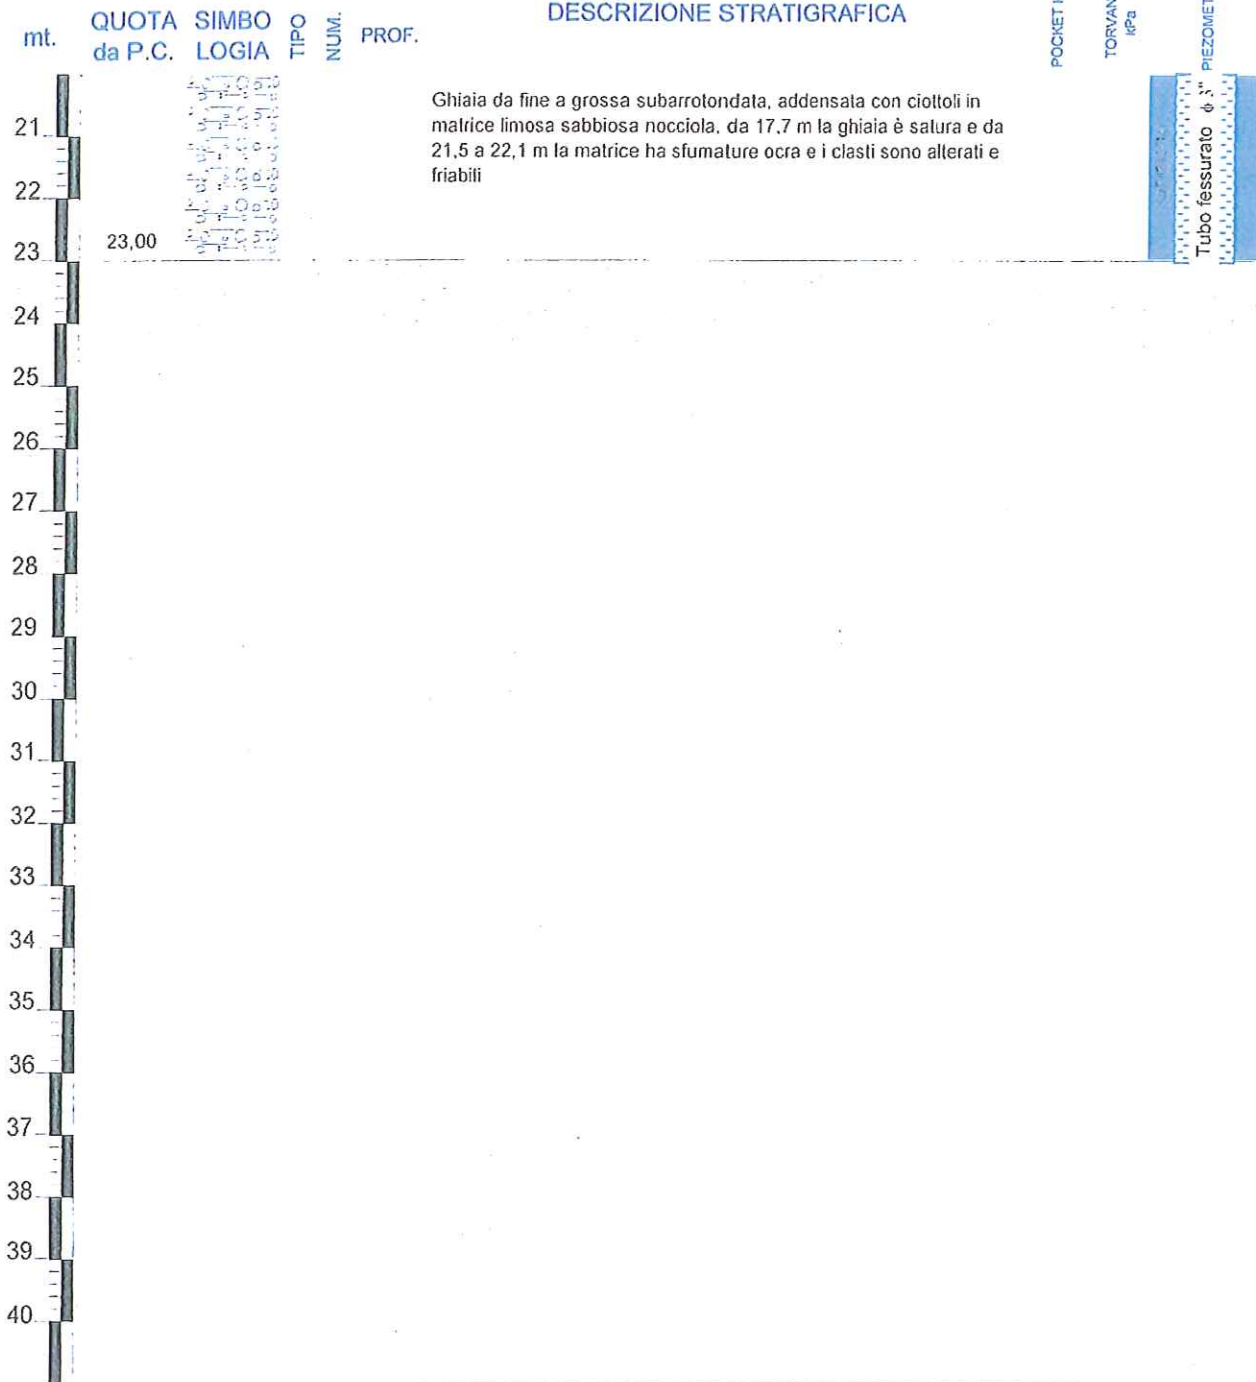 mt.
QUOTA
da P.C.
SIMBO
LOGIA
TIPO
NUM.
PROF.
DESCRIZIONE STRATIGRAFICA
POCKET
TORVAN
kPa
PIEZOMET
Ghiaia da fine a grossa subarrotondata, addensata con ciottoli in
matrice limosa sabbiosa nocciola, da 17,7 m la ghiaia è satura e da
21,5 a 22,1 m la matrice ha sfumature ocra e i clasti sono alterati e
friabili
Tubo fessurato ϕ 3"
23,00
21
22
23
24
25
26
27
28
29
30
31
32
33
34
35
36
37
38
39
40